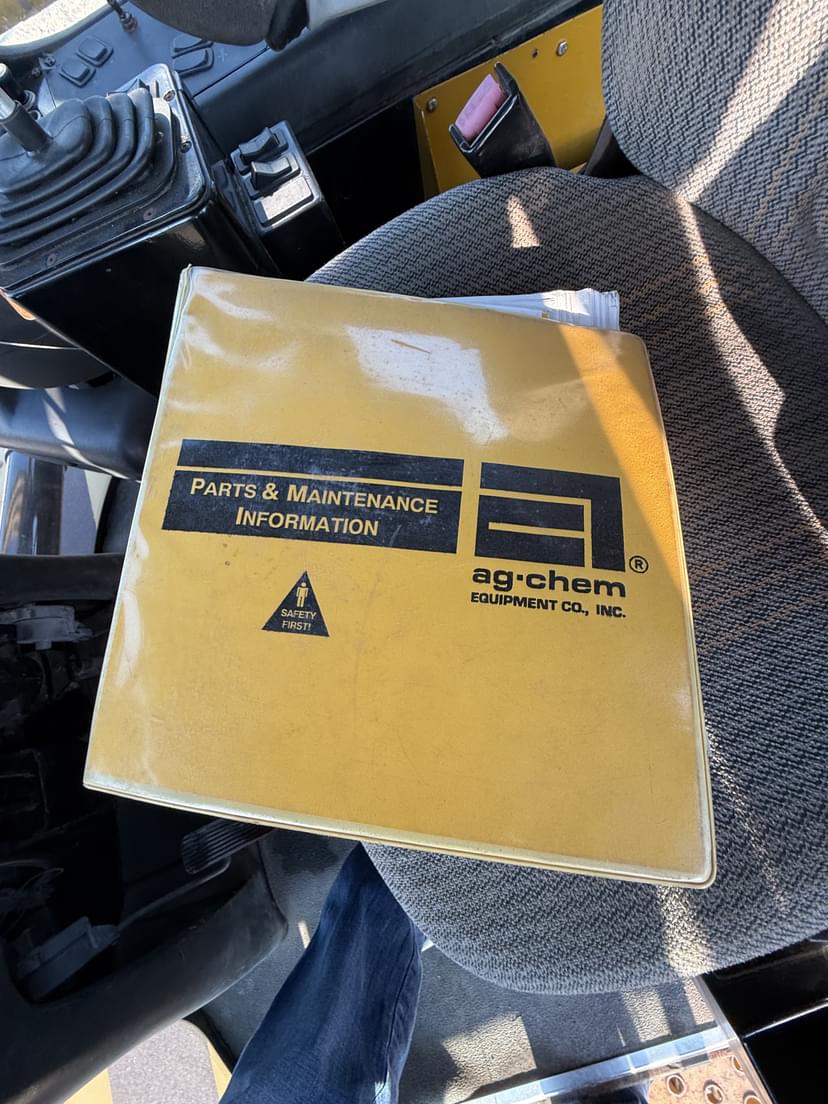 PARTS & MAINTENANCE
INFORMATION
®
ag·chem
EQUIPMENT CO., INC.
SAFETY
FIRST!